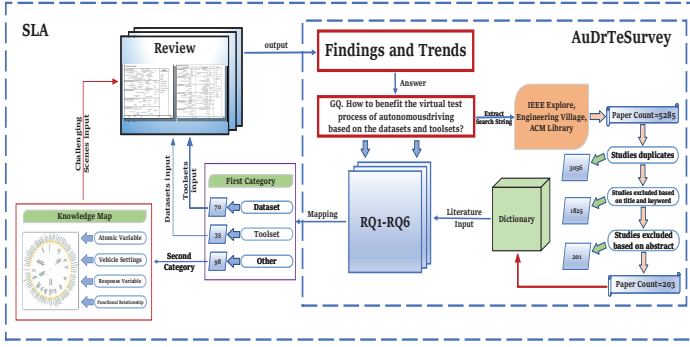 SLA
Review
output
Findings and Trends
AuDrTeSurvey
Answer
GQ. How to benefit the virtual test
process of autonomousdriving
based on the datasets and toolsets?
Extract
Search String
IEEE Explore,
Engineering Village,
ACM Library
Paper Count=5285
Studies duplicates
3056
Studies excluded based
on title and keyword
1825
Studies excluded
based on abstract
201
Paper Count=203
Dictionary
Literature
Input
RQ1-RQ6
Mapping
First Category
70
Dataset
35
Toolset
98
Other
Datasets input
Toolsets
input
Second
Category
Challenging
Scenes input
Knowledge Map
Atomic Variable
Vehicle Settings
Response Variable
Functional Relationship